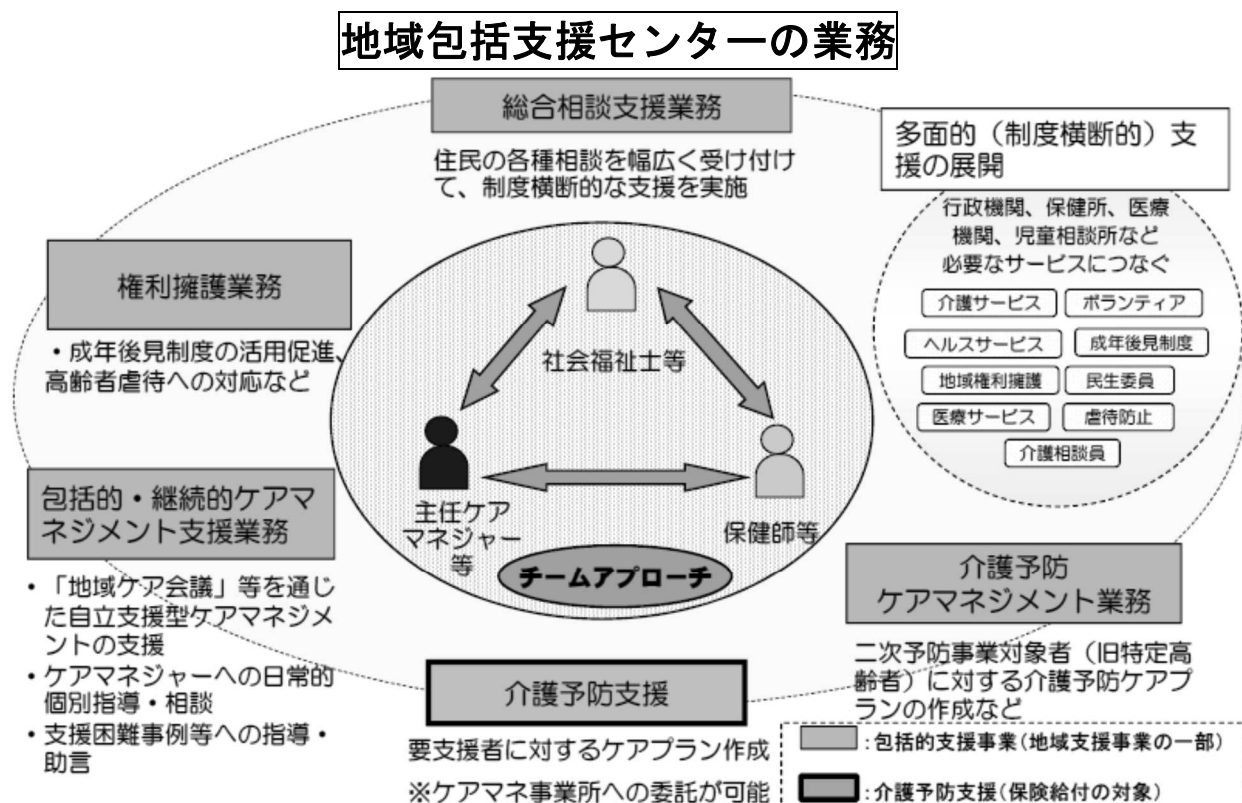 地域包括支援センターの業務
総合相談支援業務
住民の各種相談を幅広く受け付け
て、制度横断的な支援を実施
多面的（制度横断的）支
援の展開
行政機関、保健所、医療
機関、児童相談所など
必要なサービスにつなぐ
介護サービス
ボランティア
ヘルスサービス
成年後見制度
地域権利擁護
民生委員
医療サービス
虐待防止
介護相談員
権利擁護業務
・成年後見制度の活用促進、
高齢者虐待への対応など
社会福祉士等
主任ケア
マネジャー
等
保健師等
チームアプローチ
包括的・継続的ケアマ
ネジメント支援業務
・「地域ケア会議」等を通じ
た自立支援型ケアマネジメ
ントの支援
・ケアマネジャーへの日常的
個別指導・相談
・支援困難事例等への指導・
助言
介護予防支援
要支援者に対するケアプラン作成
※ケアマネ事業所への委託が可能
介護予防
ケアマネジメント業務
二次予防事業対象者（旧特定高
齢者）に対する介護予防ケアプ
ランの作成など
：包括的支援事業（地域支援事業の一部）
：介護予防支援（保険給付の対象）